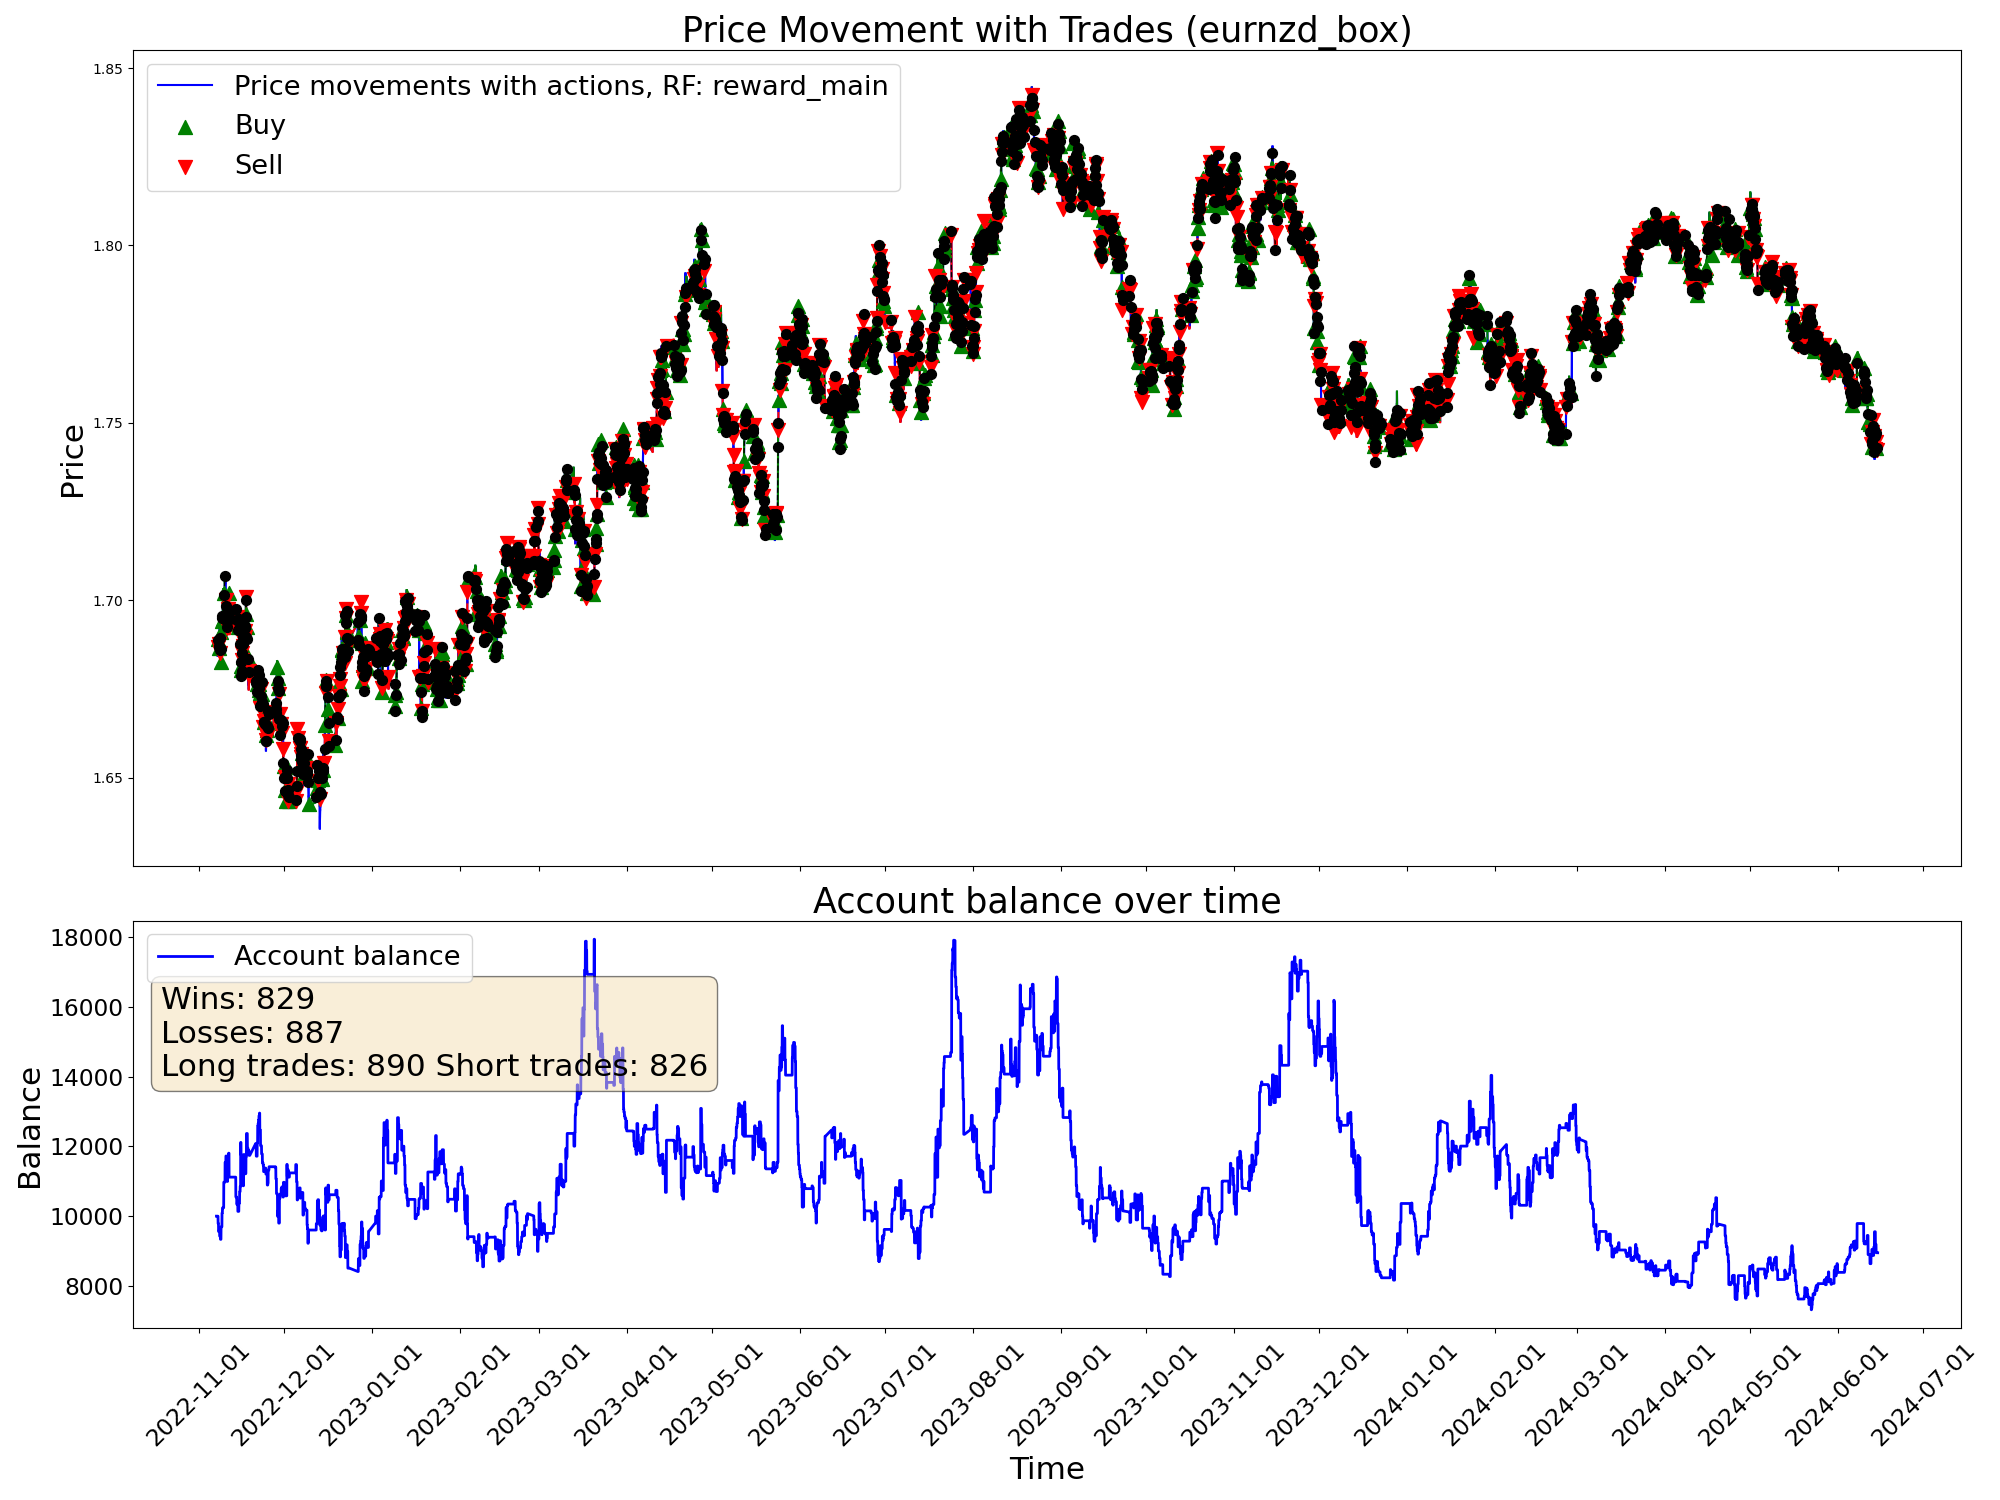 Price Movement with Trades (eurnzd_box)
Price movements with actions, RF: reward_main
Buy
Sell
Price
1.85
1.80
1.75
1.70
1.65
Account balance over time
Account balance
Wins: 829
Losses: 887
Long trades: 890 Short trades: 826
Balance
18000
16000
14000
12000
10000
8000
2022-11-01
2022-12-01
2023-01-01
2023-02-01
2023-03-01
2023-04-01
2023-05-01
2023-06-01
2023-07-01
2023-08-01
2023-09-01
2023-10-01
2023-11-01
2023-12-01
2024-01-01
2024-02-01
2024-03-01
2024-04-01
2024-05-01
2024-06-01
2024-07-01
Time